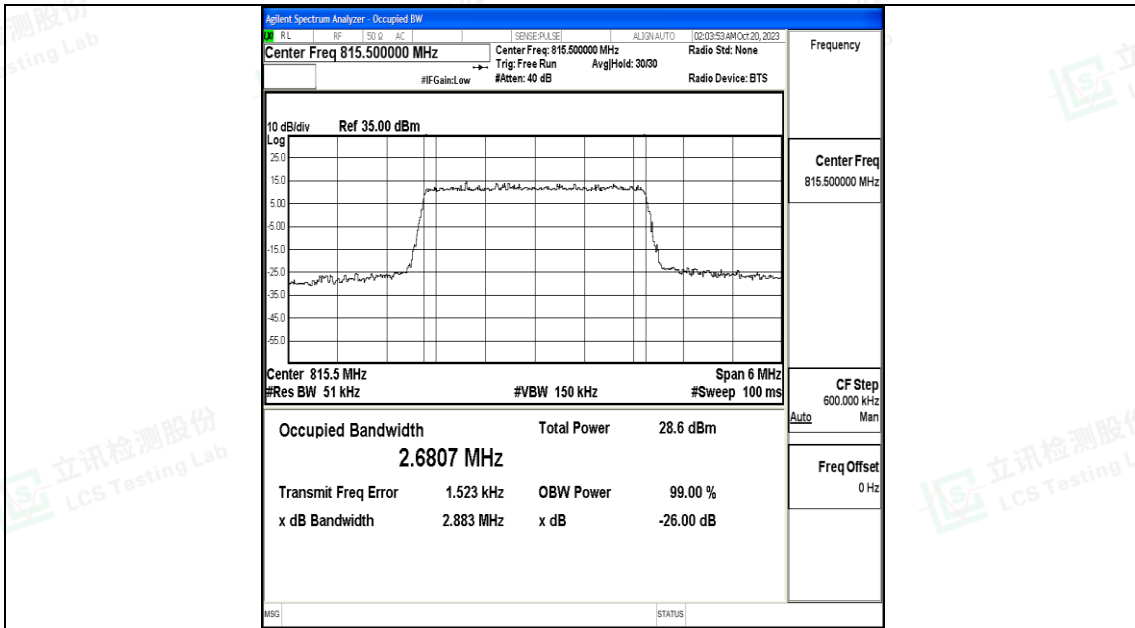 Agilent Spectrum Analyzer - Occupied BW
RL RF 50 Ω AC SENSE:PULSE ALIGN AUTO 02:03:53 AM Oct 20, 2023
Center Freq 815.500000 MHz
Center Freq: 815.500000 MHz Radio Std: None
Trig: Free Run Avg|Hold: 30/30
#IFGain:Low #Atten: 40 dB Radio Device: BTS
10 dB/div Ref 35.00 dBm
Log
25.0
15.0
5.00
-5.00
-15.0
-25.0
-35.0
-45.0
-55.0
Center 815.5 MHz Span 6 MHz
#Res BW 51 kHz #VBW 150 kHz #Sweep 100 ms
Occupied Bandwidth Total Power 28.6 dBm
2.6807 MHz
Transmit Freq Error 1.523 kHz OBW Power 99.00 %
x dB Bandwidth 2.883 MHz x dB -26.00 dB
MSG STATUS
Frequency
Center Freq
815.500000 MHz
CF Step
600.000 kHz
Auto Man
Freq Offset
0 Hz
测股份
sting Lab
立
立讯检测股份
LCS Testing Lab
立讯检测股份
LCS Testing L